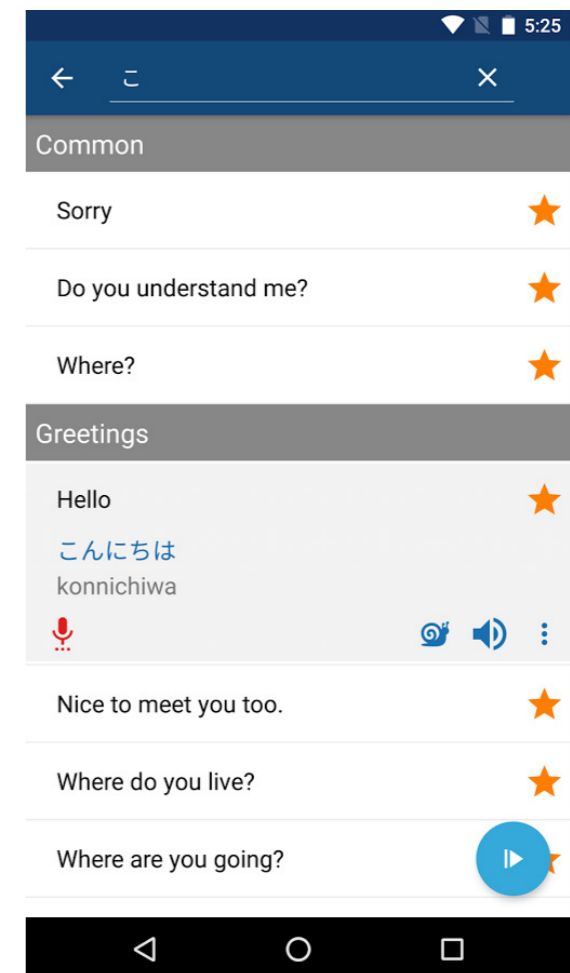 5:25
こ
Common
Sorry
Do you understand me?
Where?
Greetings
Hello
こんにちは
konnichiwa
Nice to meet you too.
Where do you live?
Where are you going?